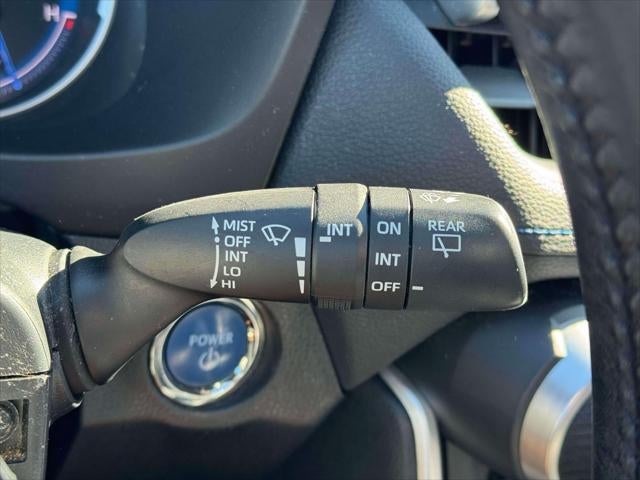 H
MIST
OFF
INT
LO
HI
INT
ON
INT
OFF
REAR
POWER